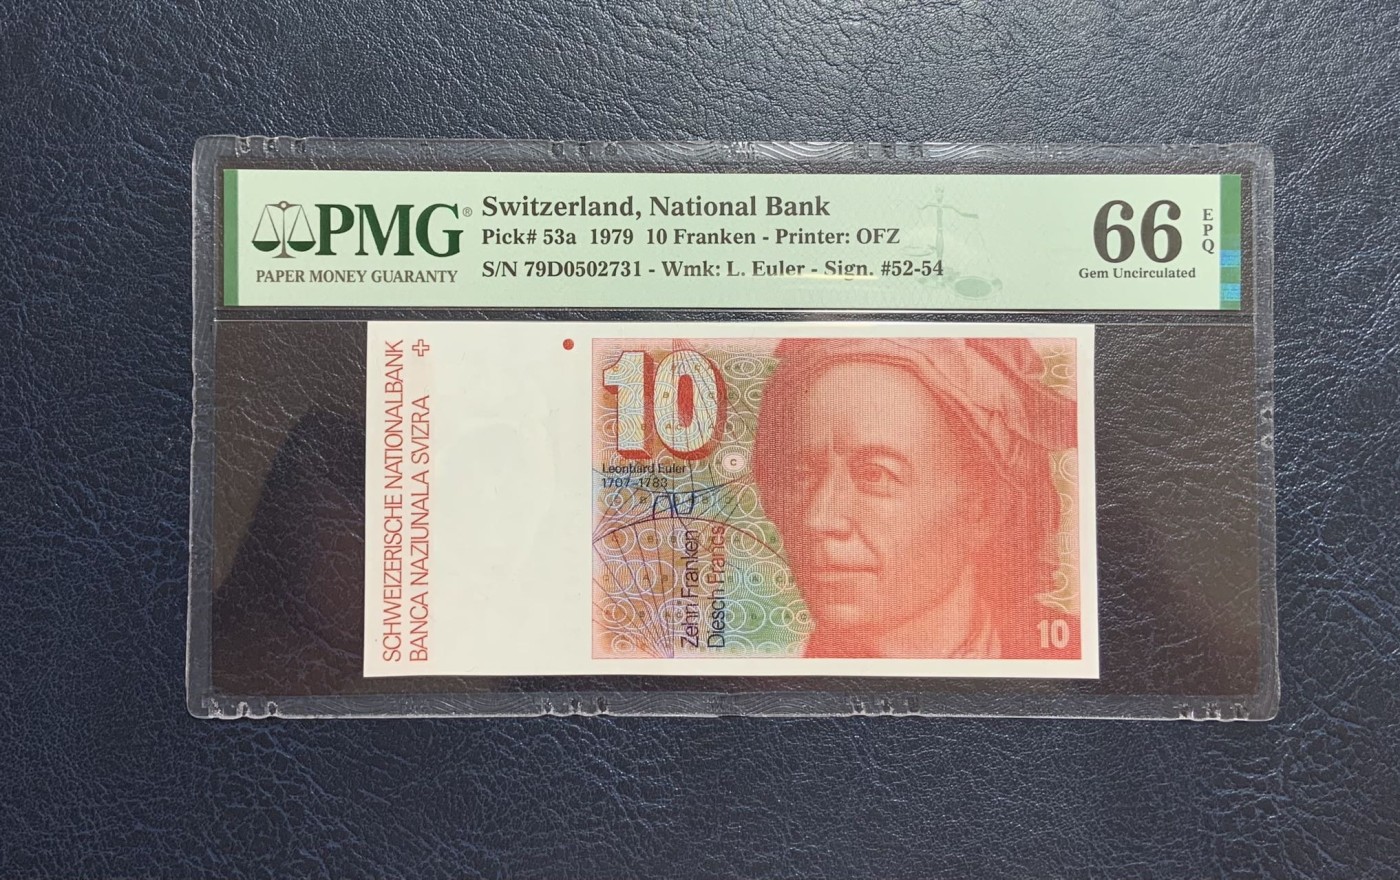 PMG®
PAPER MONEY GUARANTY
Switzerland, National Bank
Pick# 53a 1979 10 Franken - Printer: OFZ
S/N 79D0502731 - Wmk: L. Euler - Sign. #52-54
66
EPQ
Gem Uncirculated
SCHWEIZERISCHE NATIONALBANK
BANCA NAZIUNALA SVIZRA
10
C
Leonhard Euler
1707-1783
Zehn Franken
Diesch Francs
10